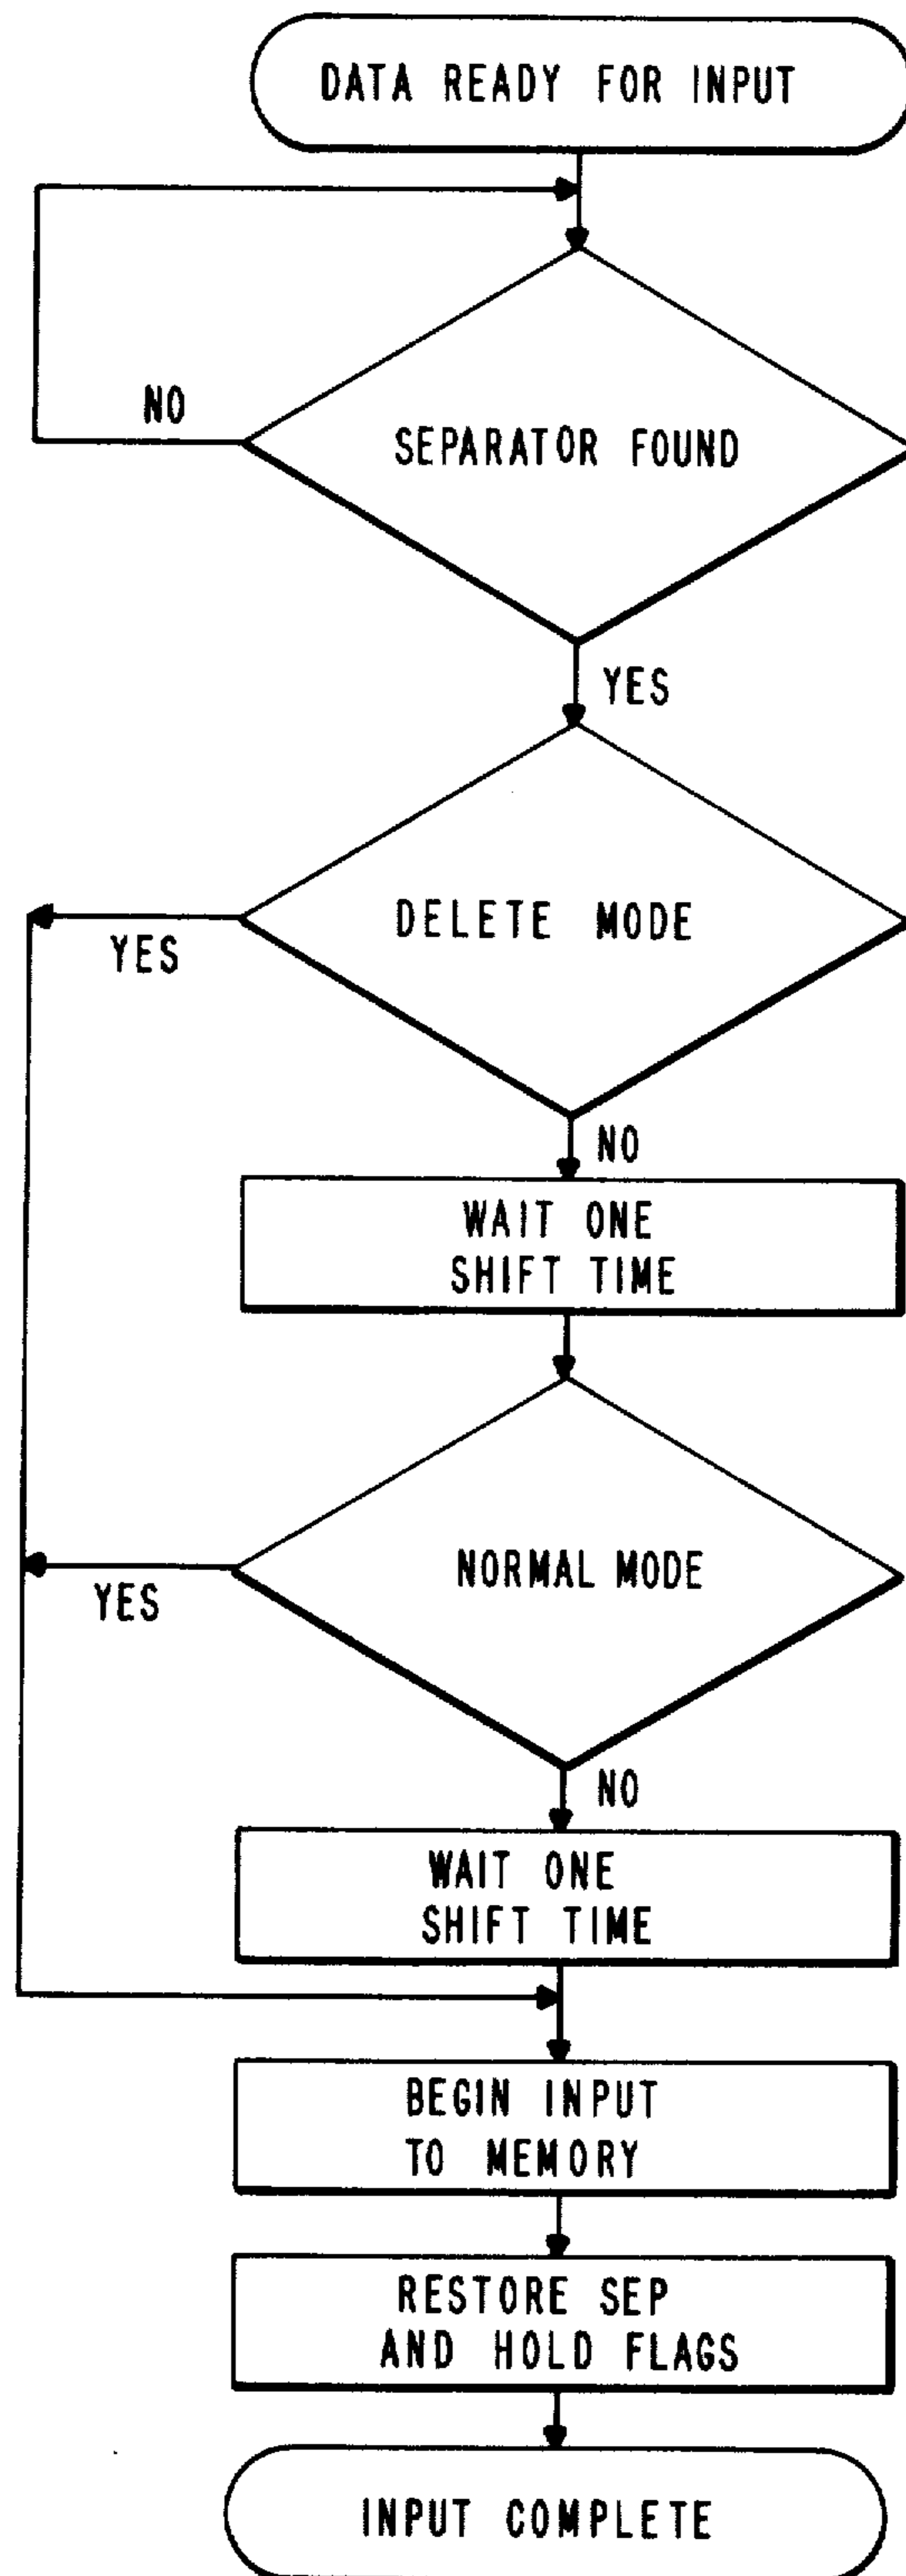 DATA READY FOR INPUT
NO
SEPARATOR FOUND
YES
DELETE MODE
YES
NO
WAIT ONE
SHIFT TIME
NORMAL MODE
YES
NO
WAIT ONE
SHIFT TIME
BEGIN INPUT
TO MEMORY
RESTORE SEP
AND HOLD FLAGS
INPUT COMPLETE